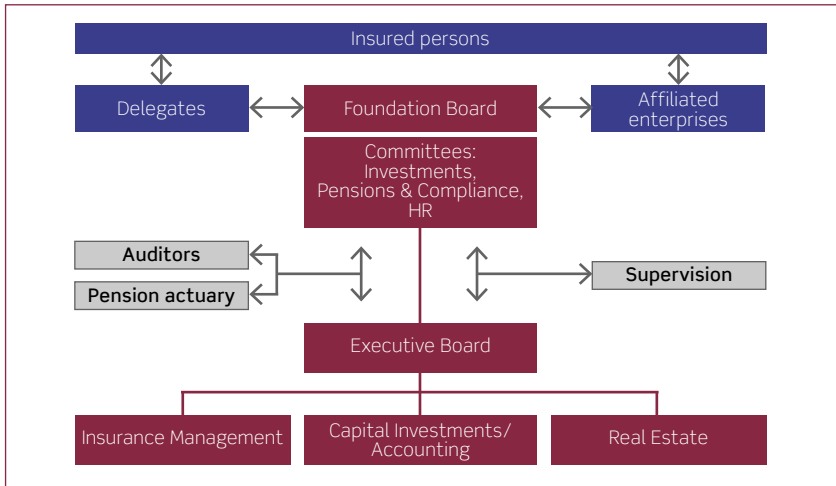 Insured persons
Delegates
Foundation Board
Affiliated
enterprises
Committees:
Investments,
Pensions & Compliance,
HR
Auditors
Pension actuary
Supervision
Executive Board
Insurance Management
Capital Investments/
Accounting
Real Estate